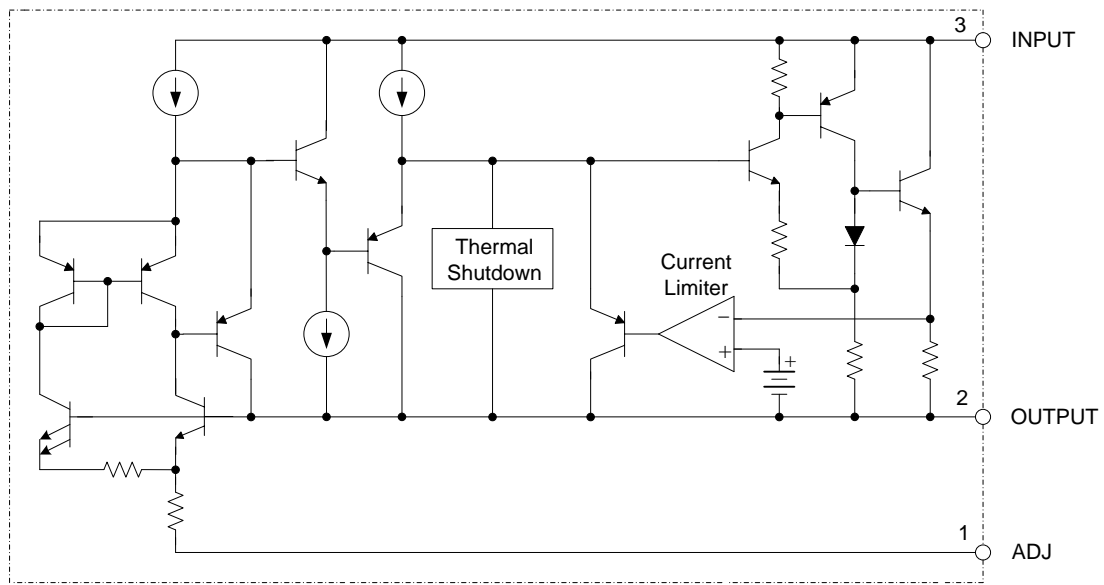 3 INPUT
Thermal
Shutdown
Current
Limiter
−
+
+
2 OUTPUT
1 ADJ